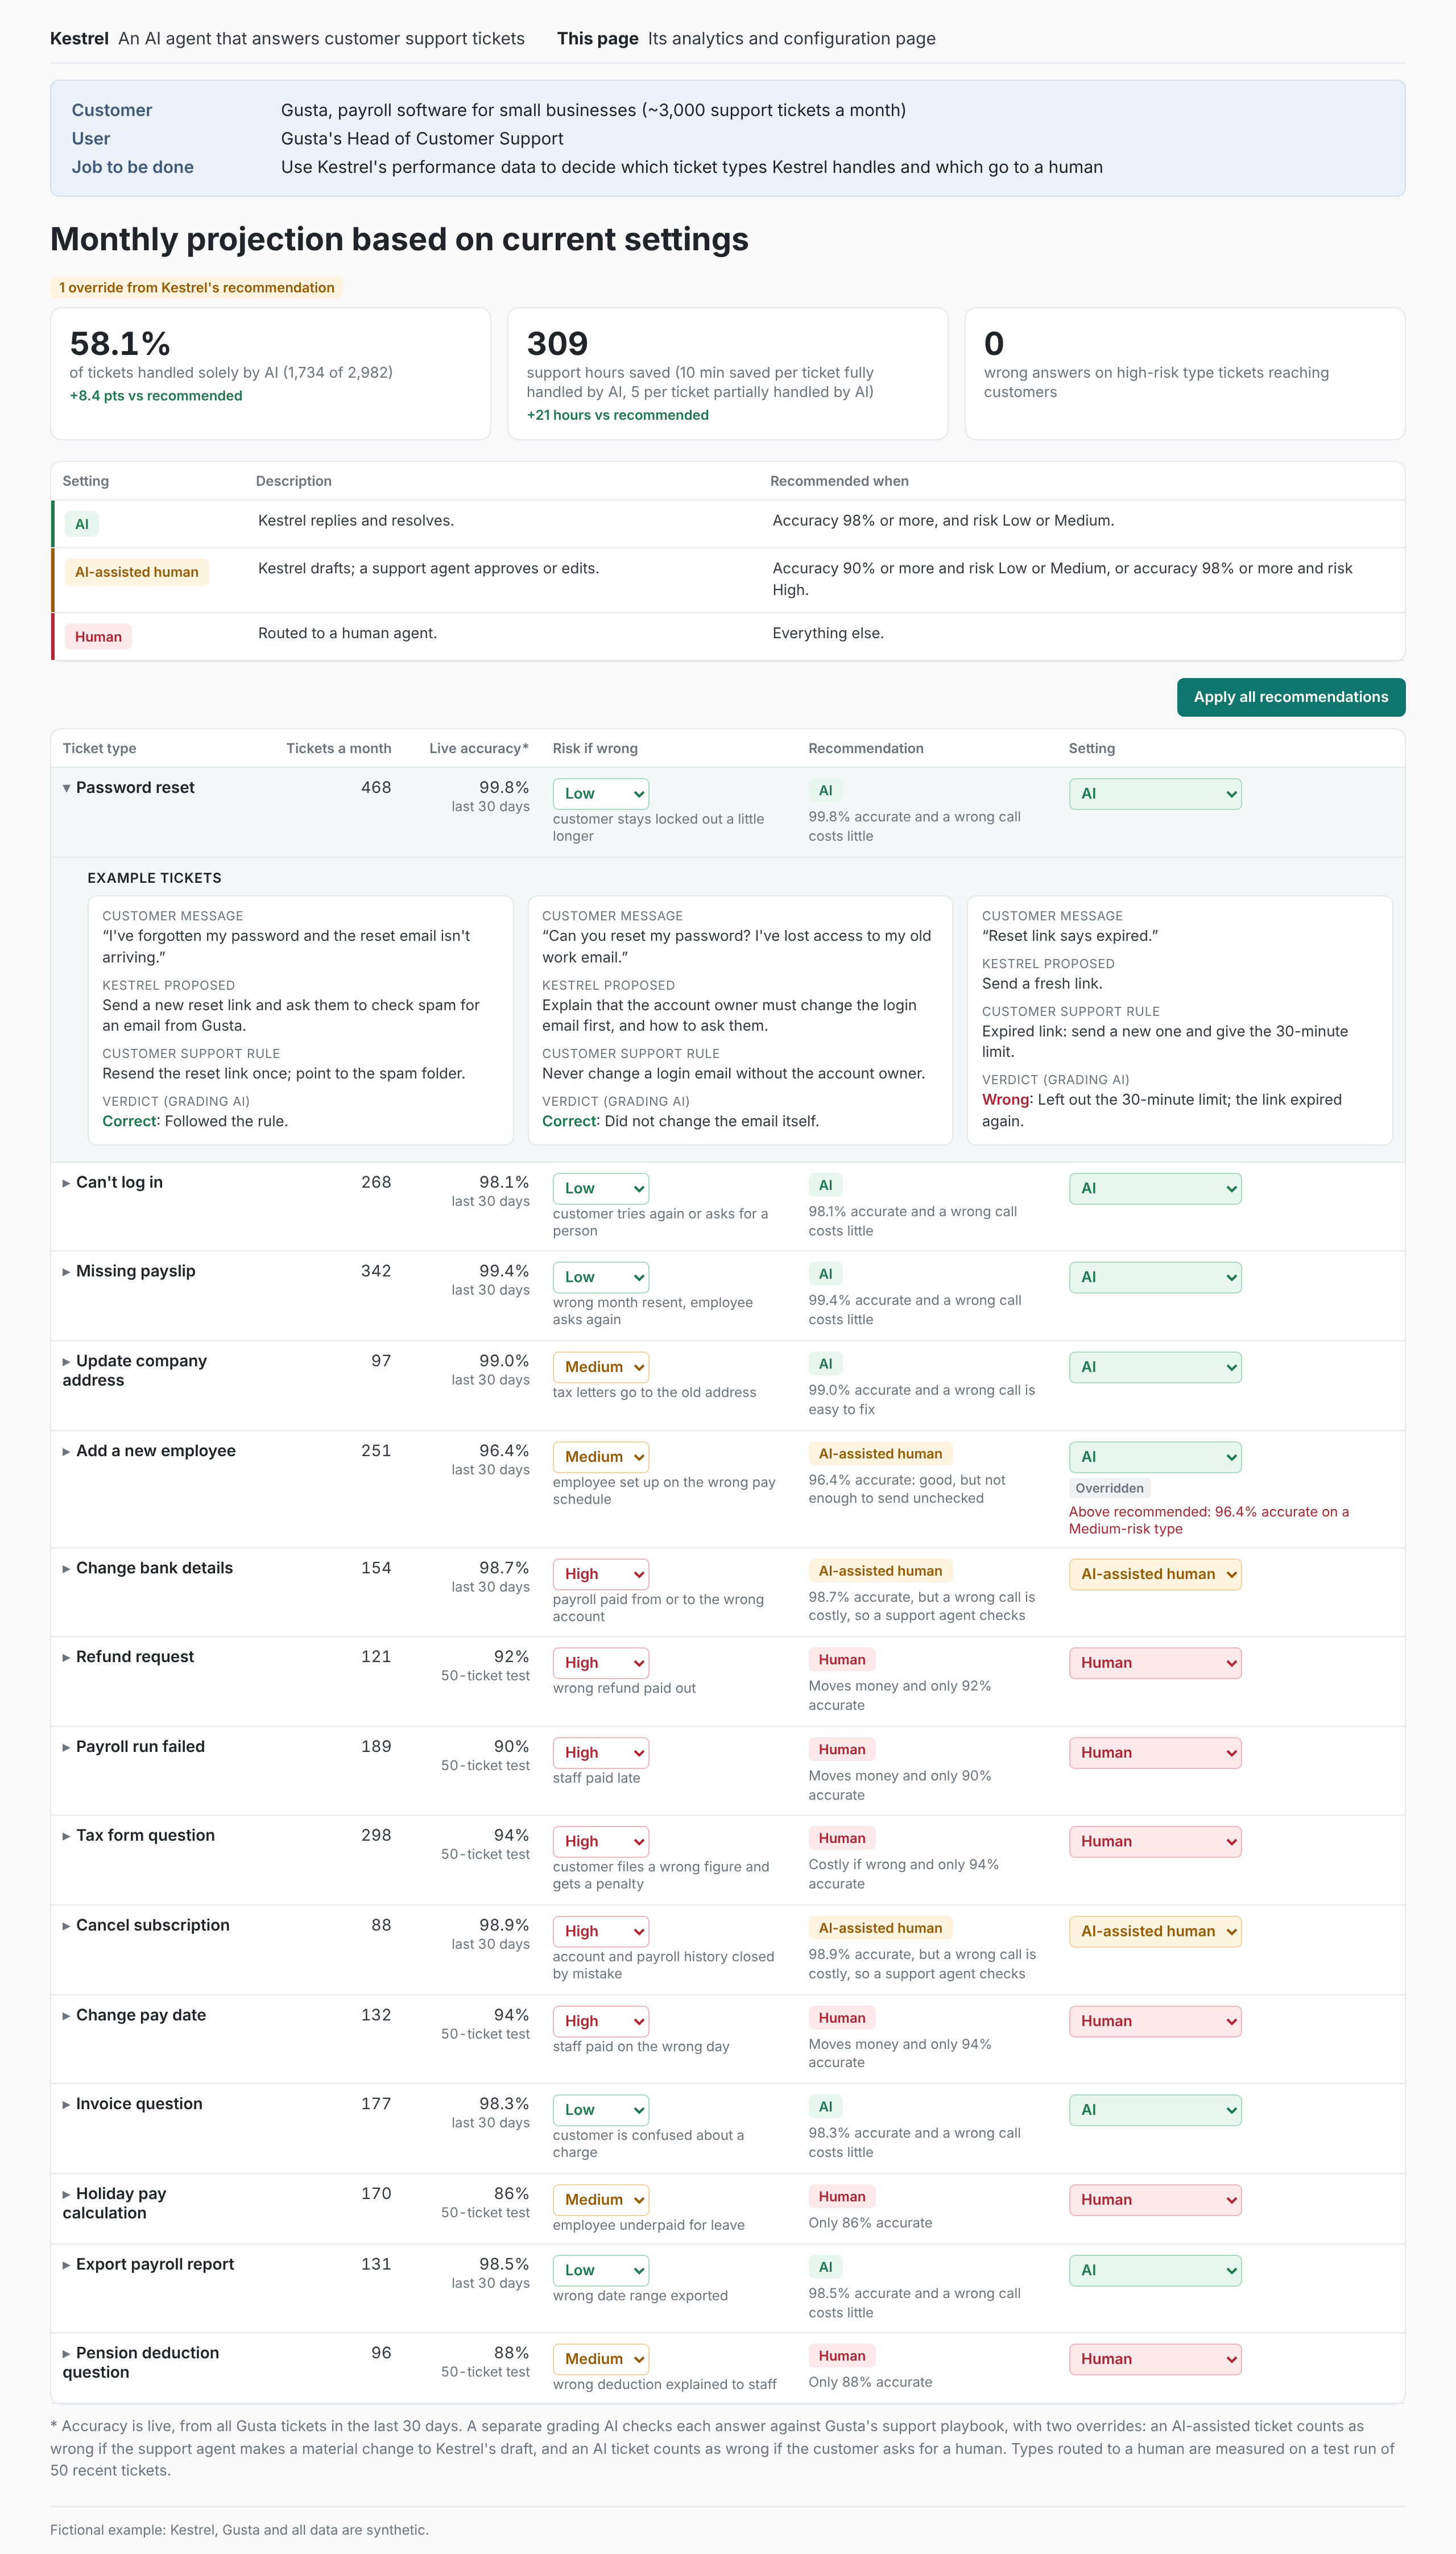 Kestrel An AI agent that answers customer support tickets This page Its analytics and configuration page
Customer Gusta, payroll software for small businesses (~3,000 support tickets a month)
User Gusta's Head of Customer Support
Job to be done Use Kestrel's performance data to decide which ticket types Kestrel handles and which go to a human
Monthly projection based on current settings
1 override from Kestrel's recommendation
58.1%
of tickets handled solely by AI (1,734 of 2,982)
+8.4 pts vs recommended
309
support hours saved (10 min saved per ticket fully
handled by AI, 5 per ticket partially handled by AI)
+21 hours vs recommended
0
wrong answers on high-risk type tickets reaching
customers
Setting Description Recommended when
AI Kestrel replies and resolves. Accuracy 98% or more, and risk Low or Medium.
AI-assisted human Kestrel drafts; a support agent approves or edits. Accuracy 90% or more and risk Low or Medium, or accuracy 98% or more and risk
High.
Human Routed to a human agent. Everything else.
Apply all recommendations
Ticket type Tickets a month Live accuracy* Risk if wrong Recommendation Setting
▾ Password reset 468 99.8% Low AI AI
last 30 days customer stays locked out a little 99.8% accurate and a wrong call
longer costs little
EXAMPLE TICKETS
CUSTOMER MESSAGE
“I've forgotten my password and the reset email isn't
arriving.”
KESTREL PROPOSED
Send a new reset link and ask them to check spam for
an email from Gusta.
CUSTOMER SUPPORT RULE
Resend the reset link once; point to the spam folder.
VERDICT (GRADING AI)
Correct: Followed the rule.
CUSTOMER MESSAGE
“Can you reset my password? I've lost access to my old
work email.”
KESTREL PROPOSED
Explain that the account owner must change the login
email first, and how to ask them.
CUSTOMER SUPPORT RULE
Never change a login email without the account owner.
VERDICT (GRADING AI)
Correct: Did not change the email itself.
CUSTOMER MESSAGE
“Reset link says expired.”
KESTREL PROPOSED
Send a fresh link.
CUSTOMER SUPPORT RULE
Expired link: send a new one and give the 30-minute
limit.
VERDICT (GRADING AI)
Wrong: Left out the 30-minute limit; the link expired
again.
▸ Can't log in 268 98.1% Low AI AI
last 30 days customer tries again or asks for a 98.1% accurate and a wrong call
person costs little
▸ Missing payslip 342 99.4% Low AI AI
last 30 days wrong month resent, employee 99.4% accurate and a wrong call
asks again costs little
▸ Update company 97 99.0% Medium AI AI
address last 30 days tax letters go to the old address 99.0% accurate and a wrong call is
easy to fix
▸ Add a new employee 251 96.4% Medium AI-assisted human AI
last 30 days employee set up on the wrong pay 96.4% accurate: good, but not Overridden
schedule enough to send unchecked Above recommended: 96.4% accurate on a
Medium-risk type
▸ Change bank details 154 98.7% High AI-assisted human AI-assisted human
last 30 days payroll paid from or to the wrong 98.7% accurate, but a wrong call is
account costly, so a support agent checks
▸ Refund request 121 92% High Human Human
50-ticket test wrong refund paid out Moves money and only 92%
accurate
▸ Payroll run failed 189 90% High Human Human
50-ticket test staff paid late Moves money and only 90%
accurate
▸ Tax form question 298 94% High Human Human
50-ticket test customer files a wrong figure and Costly if wrong and only 94%
gets a penalty accurate
▸ Cancel subscription 88 98.9% High AI-assisted human AI-assisted human
last 30 days account and payroll history closed 98.9% accurate, but a wrong call is
by mistake costly, so a support agent checks
▸ Change pay date 132 94% High Human Human
50-ticket test staff paid on the wrong day Moves money and only 94%
accurate
▸ Invoice question 177 98.3% Low AI AI
last 30 days customer is confused about a 98.3% accurate and a wrong call
charge costs little
▸ Holiday pay 170 86% Medium Human Human
calculation 50-ticket test employee underpaid for leave Only 86% accurate
▸ Export payroll report 131 98.5% Low AI AI
last 30 days wrong date range exported 98.5% accurate and a wrong call
costs little
▸ Pension deduction 96 88% Medium Human Human
question 50-ticket test wrong deduction explained to staff Only 88% accurate
* Accuracy is live, from all Gusta tickets in the last 30 days. A separate grading AI checks each answer against Gusta's support playbook, with two overrides: an AI-assisted ticket counts as
wrong if the support agent makes a material change to Kestrel's draft, and an AI ticket counts as wrong if the customer asks for a human. Types routed to a human are measured on a test run of
50 recent tickets.
Fictional example: Kestrel, Gusta and all data are synthetic.